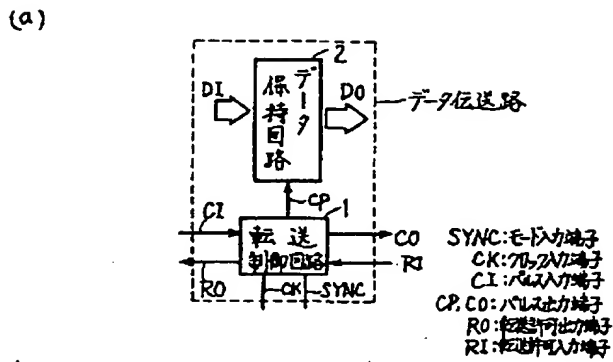 (a)
2
データ
保持回路
DI
DO
データ伝送路
CP
1
CI
転送
制御回路
CO
RO
RI
CK
SYNC
SYNC:モード入力端子
CK:クロック入力端子
CI:パルス入力端子
CP,CO:パルス出力端子
RO:転送許可出力端子
RI:転送許可入力端子